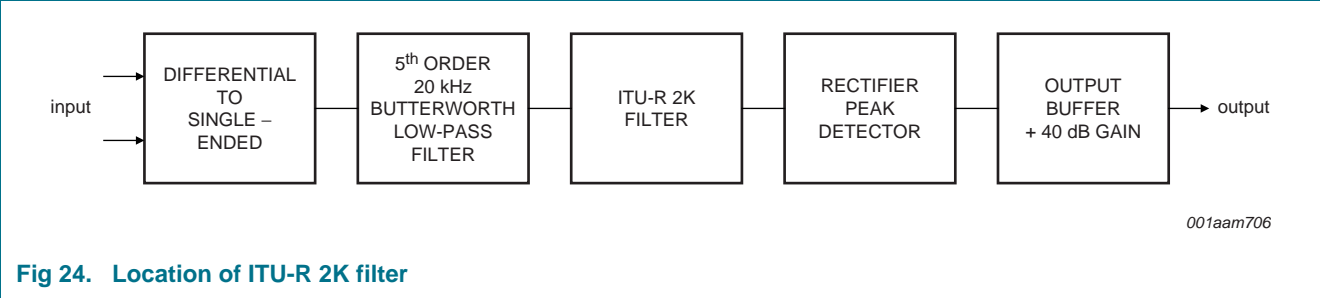 input
DIFFERENTIAL
TO
SINGLE –
ENDED
5th ORDER
20 kHz
BUTTERWORTH
LOW-PASS
FILTER
ITU-R 2K
FILTER
RECTIFIER
PEAK
DETECTOR
OUTPUT
BUFFER
+ 40 dB GAIN
output
001aam706
Fig 24. Location of ITU-R 2K filter